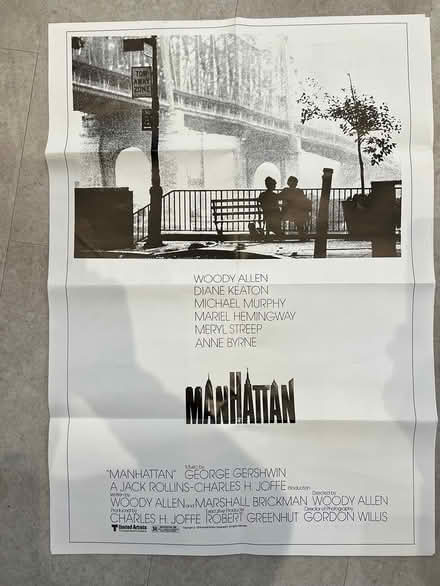 TOW
AWAY
ZONE
WOODY ALLEN
DIANE KEATON
MICHAEL MURPHY
MARIEL HEMINGWAY
MERYL STREEP
ANNE BYRNE
MANHATTAN
"MANHATTAN" Music by GEORGE GERSHWIN
A JACK ROLLINS-CHARLES H. JOFFE Production
Written by WOODY ALLEN and MARSHALL BRICKMAN Directed by WOODY ALLEN
Produced by CHARLES H. JOFFE Executive Producer ROBERT GREENHUT Director of Photography GORDON WILLIS
United Artists
R